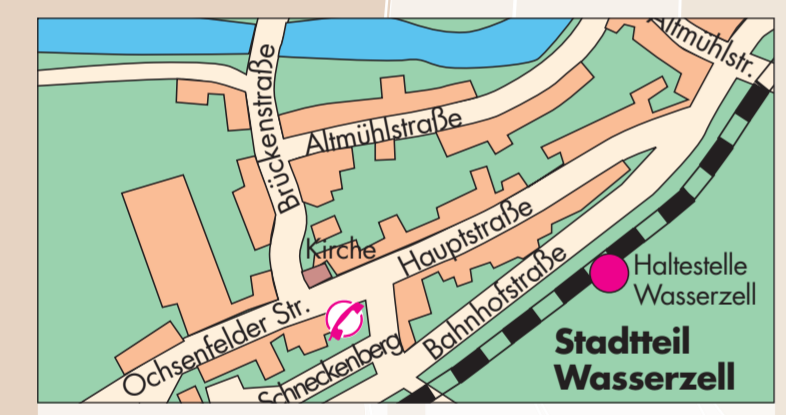 Altmühlstr.
Brückenstraße
Altmühlstraße
Kirche
Hauptstraße
Haltestelle
Wasserzell
Bahnhofstraße
Ochsenfelder Str.
Schneckenberg
Stadtteil
Wasserzell